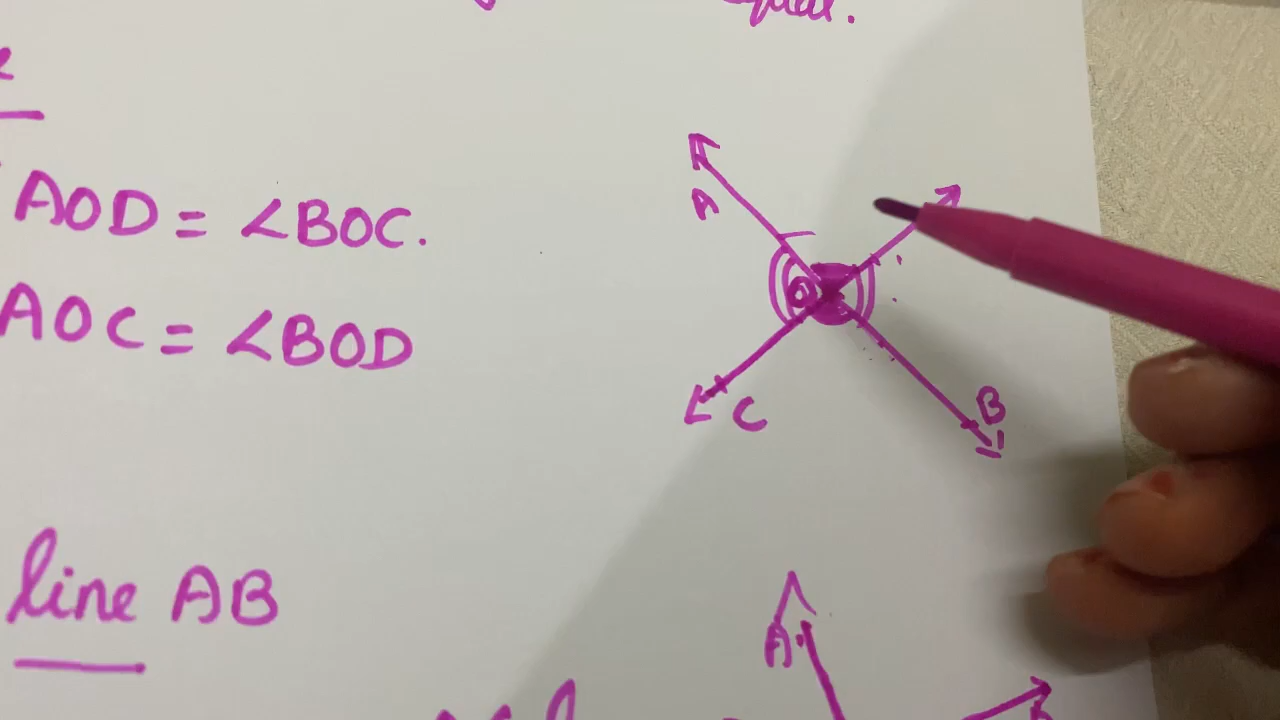 AOD = ∠BOC.
AOC = ∠BOD
line AB
A
O
C
B
A